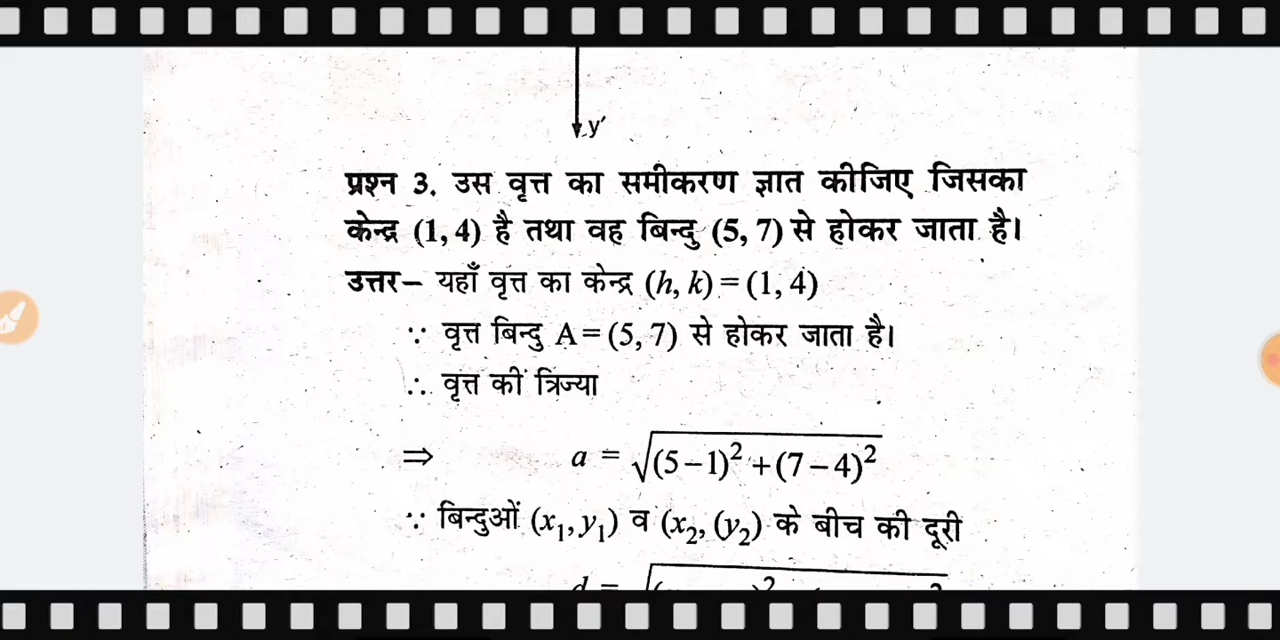 y′
प्रश्न 3. उस वृत्त का समीकरण ज्ञात कीजिए जिसका
केन्द्र (1, 4) है तथा वह बिन्दु (5, 7) से होकर जाता है।
उत्तर– यहाँ वृत्त का केन्द्र (h, k) = (1, 4)
∵ वृत्त बिन्दु A = (5, 7) से होकर जाता है।
∴ वृत्त की त्रिज्या
⇒ a = √(5−1)² + (7−4)²
∵ बिन्दुओं (x₁, y₁) व (x₂, (y₂) के बीच की दूरी